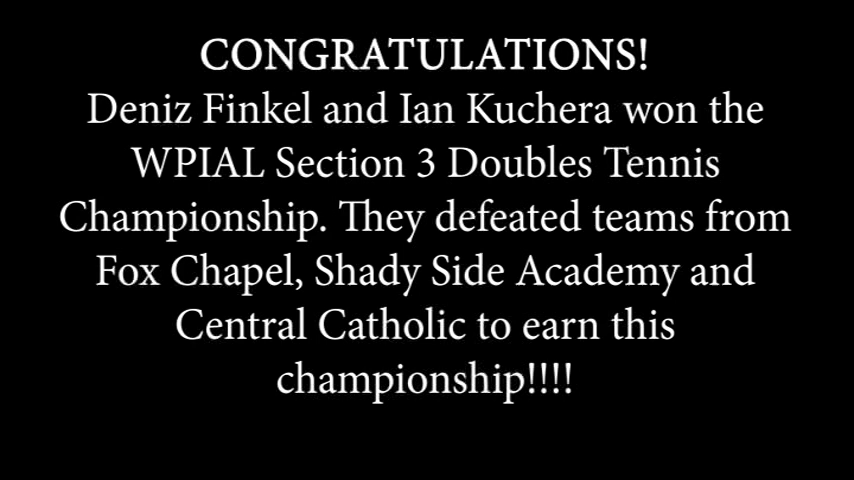 CONGRATULATIONS!
Deniz Finkel and Ian Kuchera won the
WPIAL Section 3 Doubles Tennis
Championship. They defeated teams from
Fox Chapel, Shady Side Academy and
Central Catholic to earn this
championship!!!!